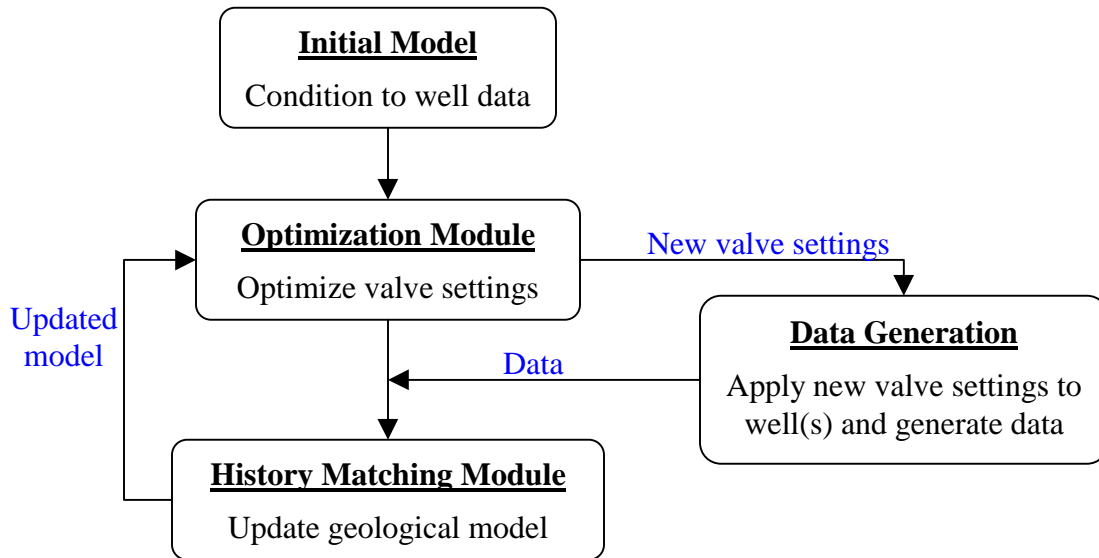 Initial Model
Condition to well data
Optimization Module
Optimize valve settings
New valve settings
Updated
model
Data Generation
Apply new valve settings to
well(s) and generate data
Data
History Matching Module
Update geological model